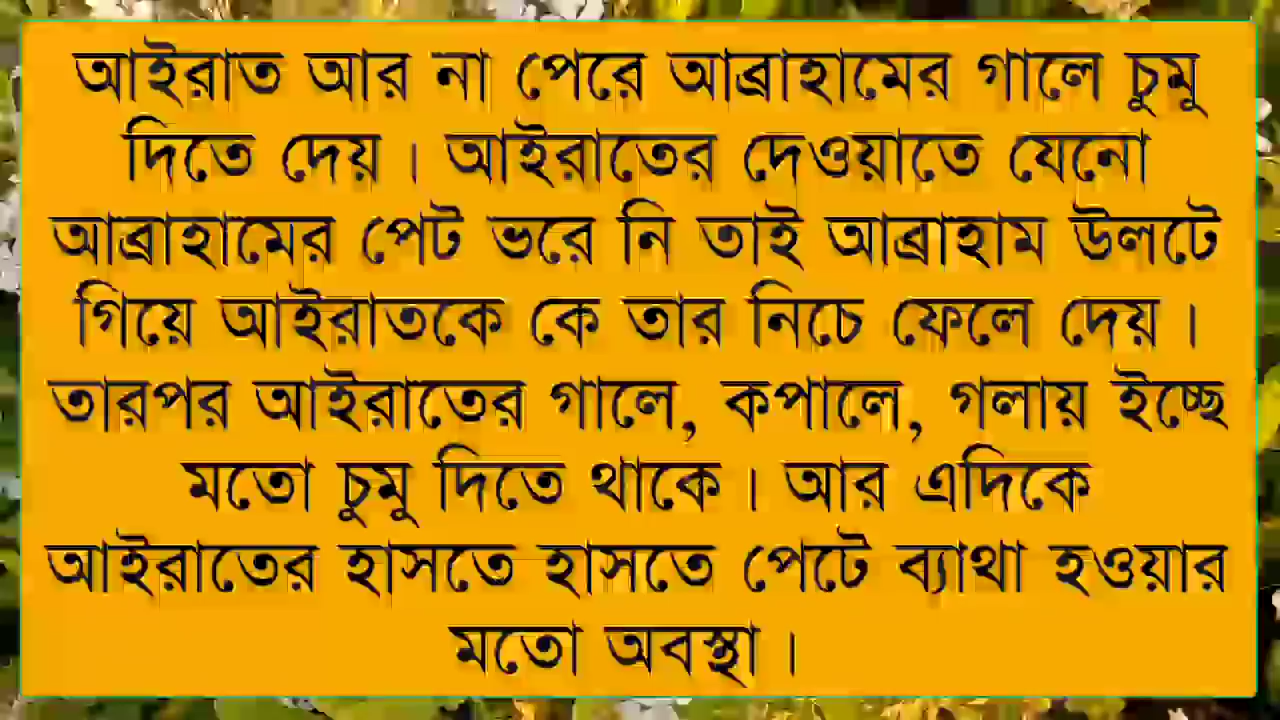 আইরাত আর না পেরে আব্রাহামের গালে চুমু
দিতে দেয়। আইরাতের দেওয়াতে যেনো
আব্রাহামের পেট ভরে নি তাই আব্রাহাম উলটে
গিয়ে আইরাতকে কে তার নিচে ফেলে দেয়।
তারপর আইরাতের গালে, কপালে, গলায় ইচ্ছে
মতো চুমু দিতে থাকে। আর এদিকে
আইরাতের হাসতে হাসতে পেটে ব্যাথা হওয়ার
মতো অবস্থা।